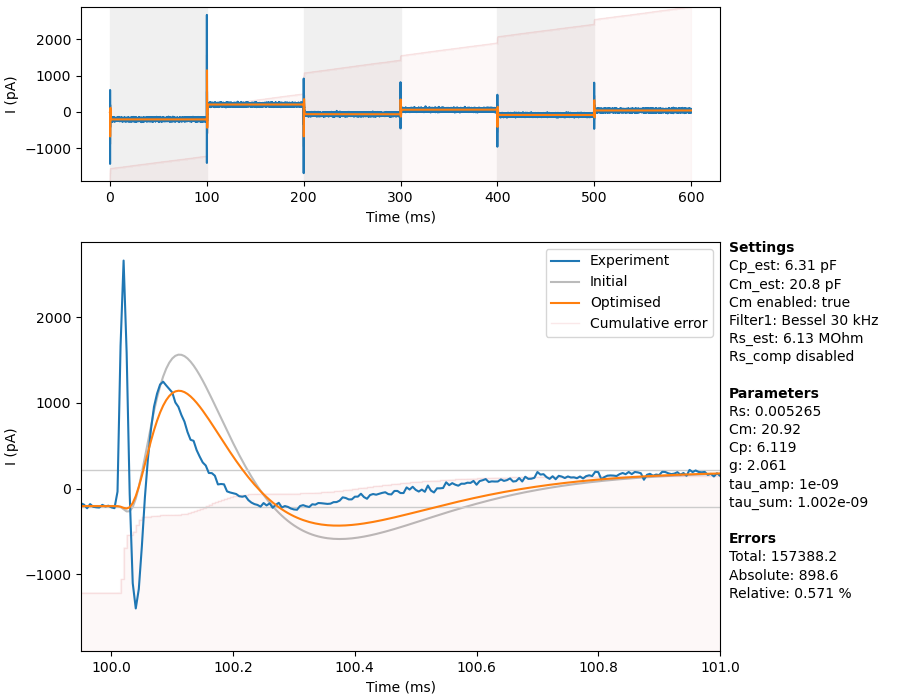 2000
1000
0
−1000
I (pA)
0 100 200 300 400 500 600
Time (ms)
2000
1000
0
−1000
I (pA)
100.0 100.2 100.4 100.6 100.8 101.0
Time (ms)
Experiment
Initial
Optimised
Cumulative error
Settings
Cp_est: 6.31 pF
Cm_est: 20.8 pF
Cm enabled: true
Filter1: Bessel 30 kHz
Rs_est: 6.13 MOhm
Rs_comp disabled
Parameters
Rs: 0.005265
Cm: 20.92
Cp: 6.119
g: 2.061
tau_amp: 1e-09
tau_sum: 1.002e-09
Errors
Total: 157388.2
Absolute: 898.6
Relative: 0.571 %